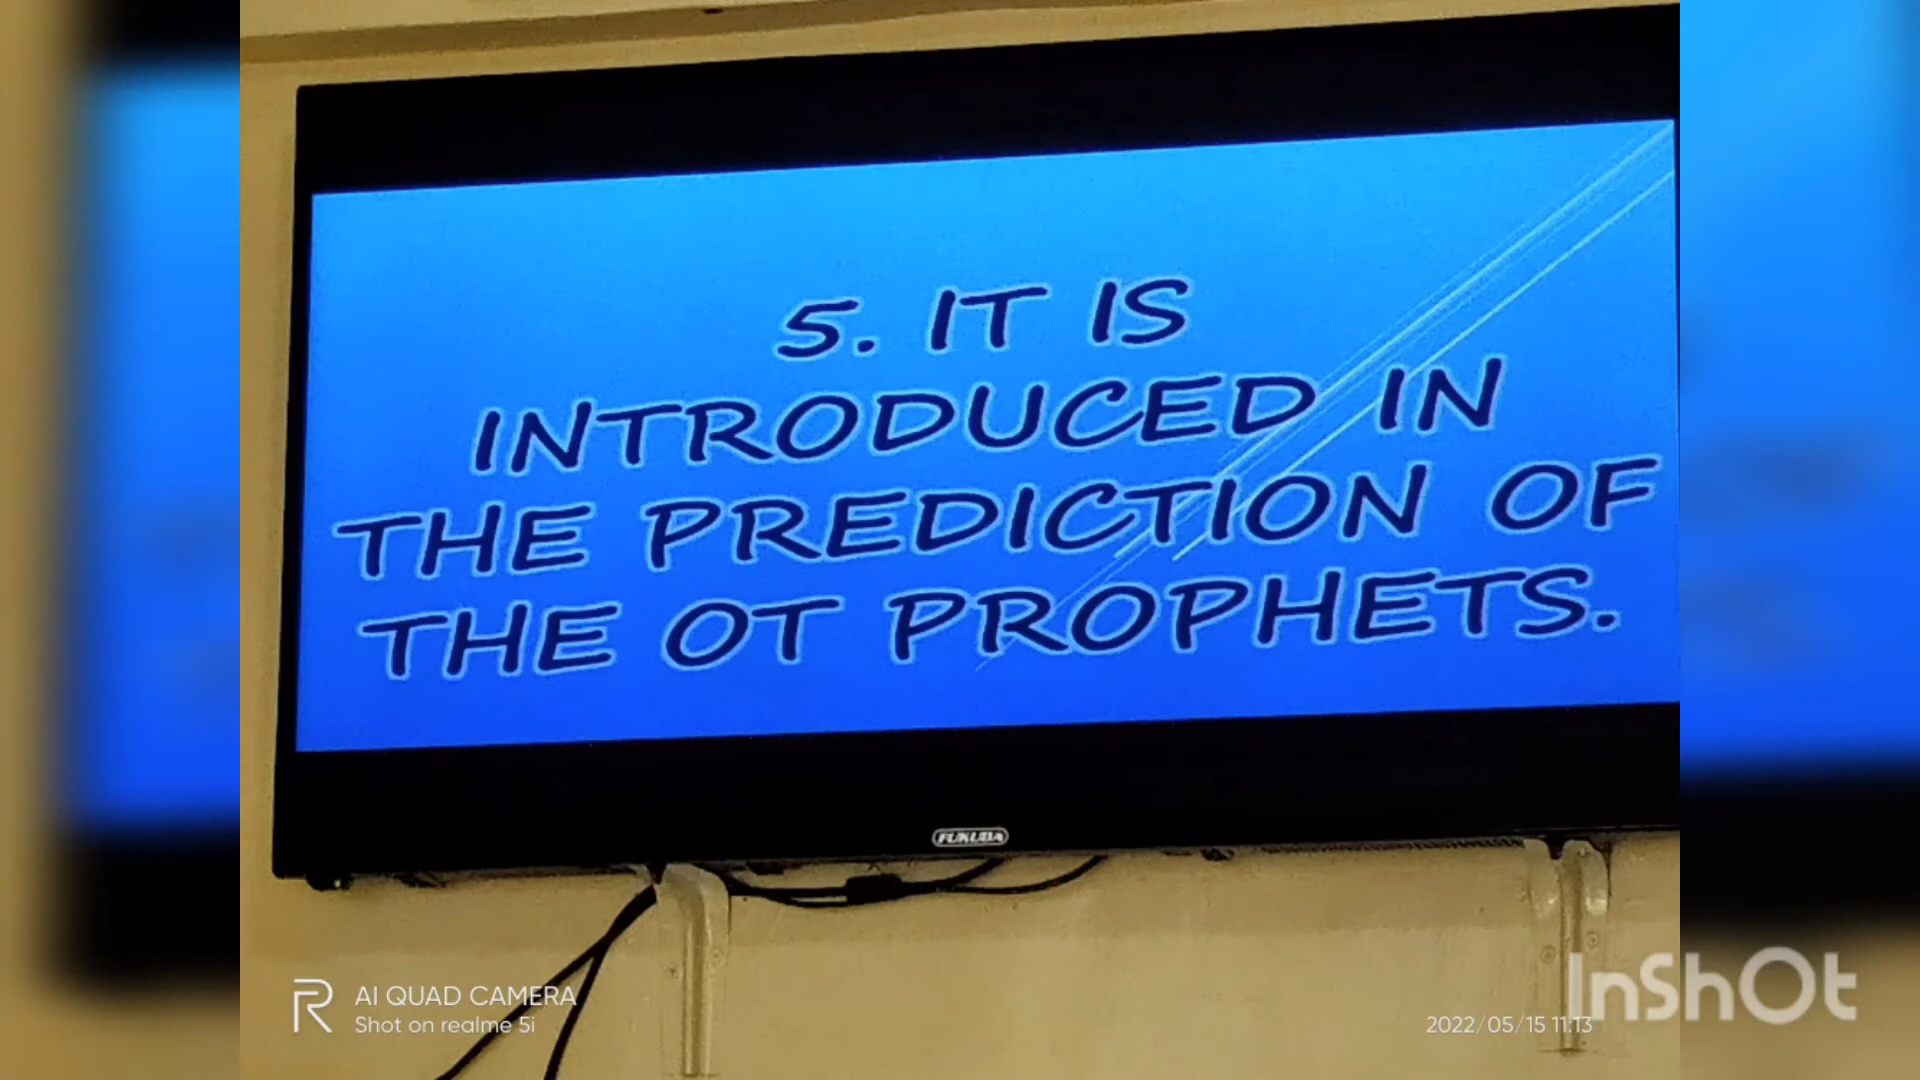 5. IT IS
INTRODUCED IN
THE PREDICTION OF
THE OT PROPHETS.
FUKUDA
AI QUAD CAMERA
Shot on realme 5i
2022/05/15 11:13
InShOt